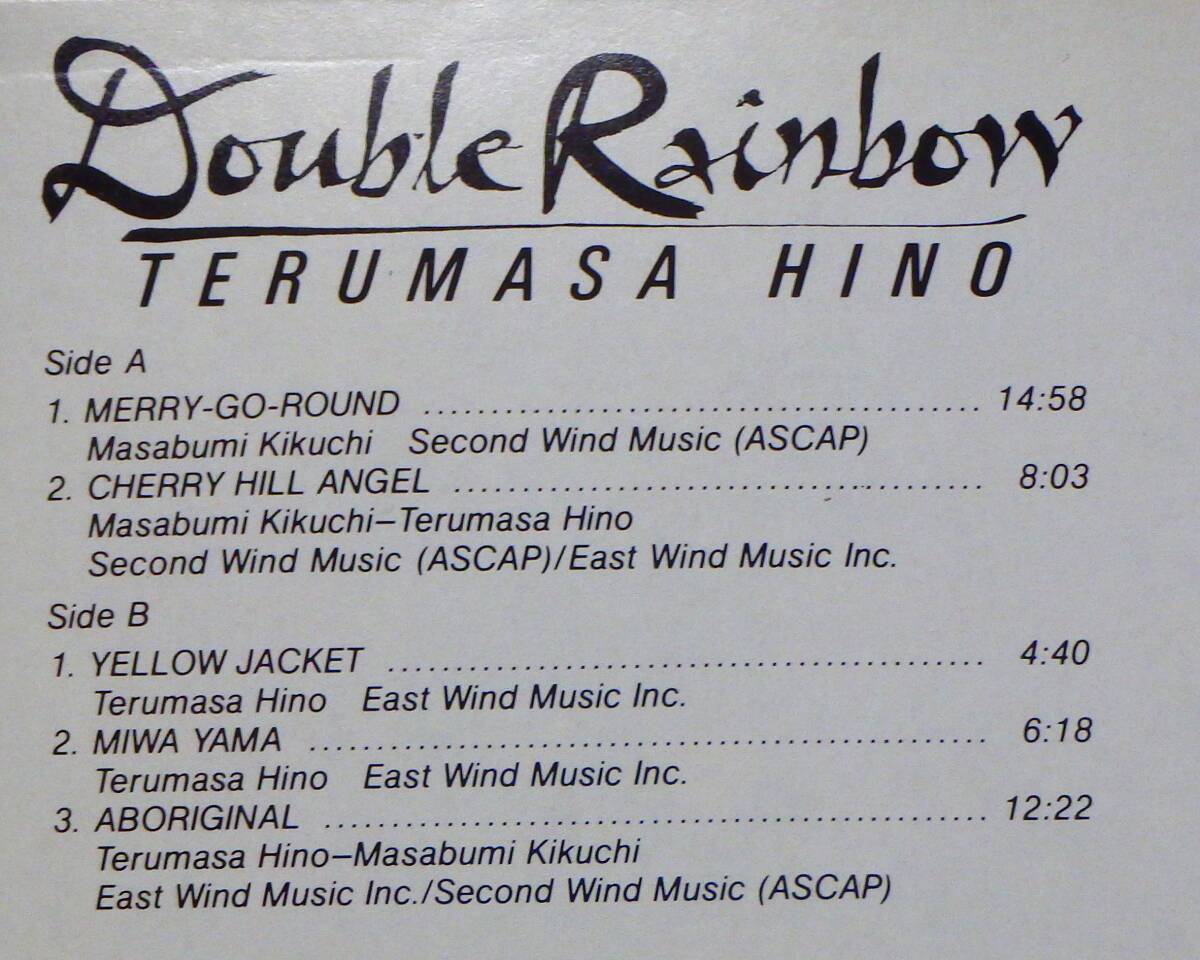 Double Rainbow
TERUMASA HINO
Side A
1. MERRY-GO-ROUND ........................................................ 14:58
Masabumi Kikuchi Second Wind Music (ASCAP)
2. CHERRY HILL ANGEL ..................................................... 8:03
Masabumi Kikuchi–Terumasa Hino
Second Wind Music (ASCAP)/East Wind Music Inc.
Side B
1. YELLOW JACKET ............................................................ 4:40
Terumasa Hino East Wind Music Inc.
2. MIWA YAMA .................................................................... 6:18
Terumasa Hino East Wind Music Inc.
3. ABORIGINAL .................................................................. 12:22
Terumasa Hino–Masabumi Kikuchi
East Wind Music Inc./Second Wind Music (ASCAP)